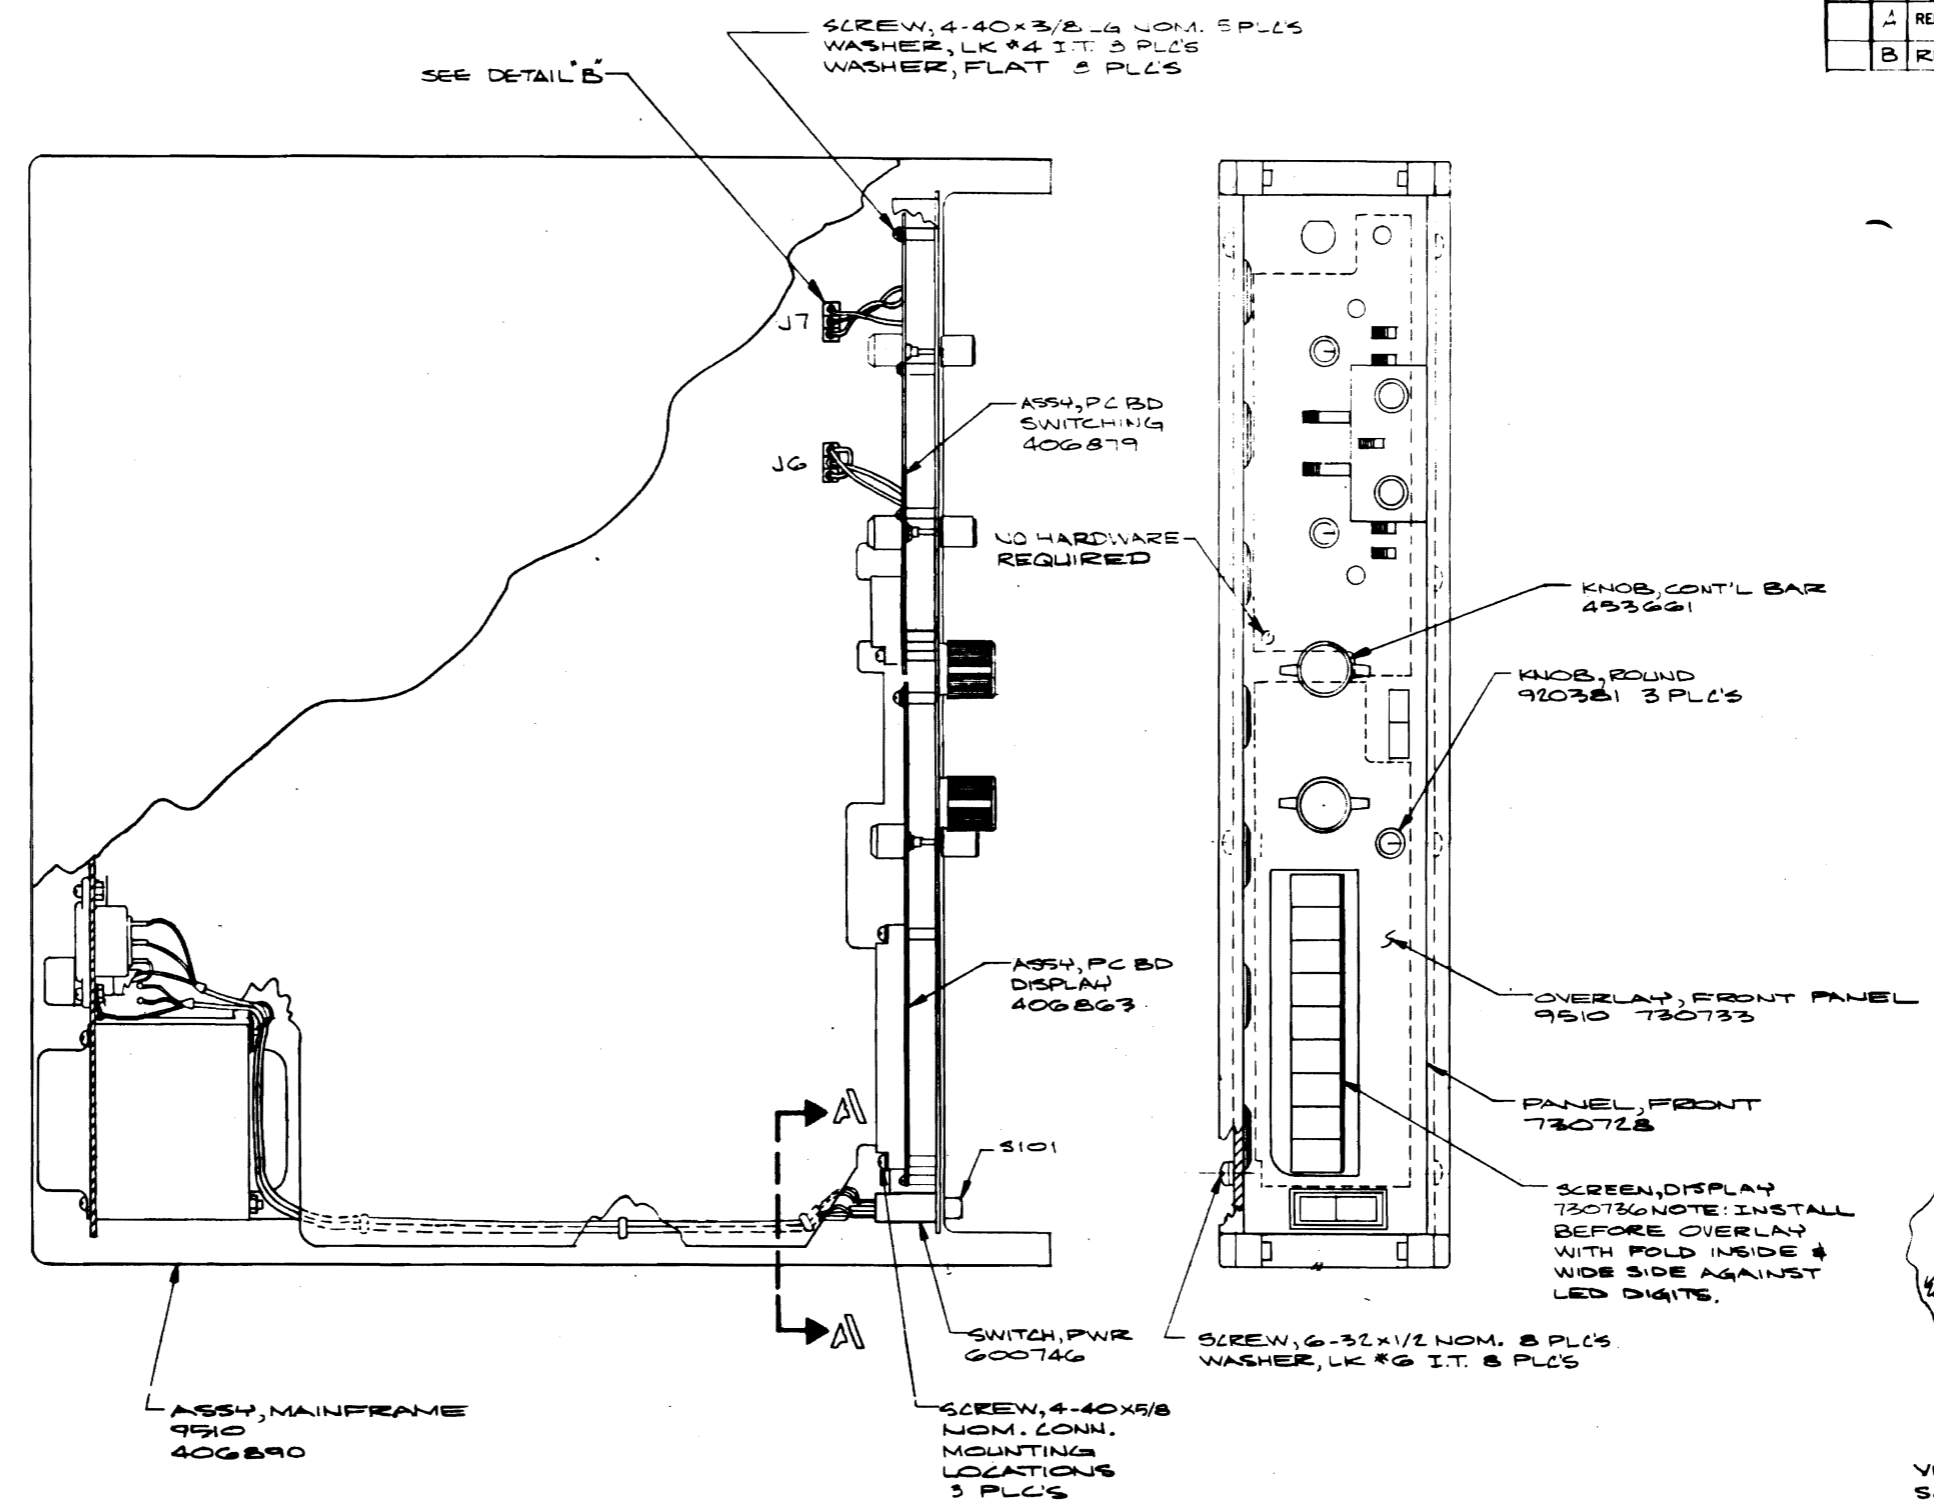 SCREW, 4-40 x 3/8 LG NOM. 5 PLC'S
WASHER, LK #4 I.T. 3 PLC'S
WASHER, FLAT 3 PLC'S
A
B
SEE DETAIL "B"
J7
J6
ASSY, PC BD
SWITCHING
406879
NO HARDWARE
REQUIRED
KNOB, CONT'L BAR
453661
KNOB, ROUND
920381 3 PLC'S
ASSY, PC BD
DISPLAY
406863
OVERLAY, FRONT PANEL
9510 730733
PANEL, FRONT
730728
A
S101
SCREEN, DISPLAY
730736 NOTE: INSTALL
BEFORE OVERLAY
WITH FOLD INSIDE &
WIDE SIDE AGAINST
LED DIGITS.
A
SWITCH, PWR
600746
SCREW, 6-32 x 1/2 NOM. 8 PLC'S
WASHER, LK #6 I.T. 8 PLC'S
ASSY, MAINFRAME
9510
406890
SCREW, 4-40 x 5/8
NOM. CONN.
MOUNTING
LOCATIONS
3 PLC'S